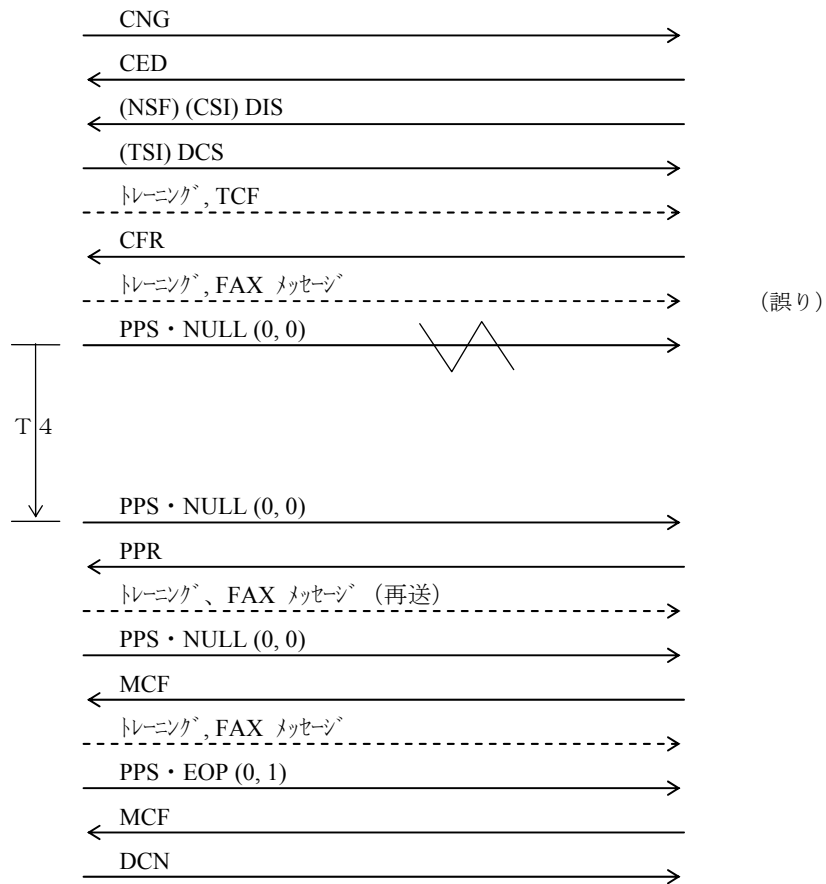 CNG
CED
(NSF) (CSI) DIS
(TSI) DCS
ﾄﾚｰﾆﾝｸﾞ, TCF
CFR
ﾄﾚｰﾆﾝｸﾞ, FAX ﾒｯｾｰｼﾞ
(誤り)
PPS・NULL (0, 0)
T4
PPS・NULL (0, 0)
PPR
ﾄﾚｰﾆﾝｸﾞ、FAX ﾒｯｾｰｼﾞ (再送)
PPS・NULL (0, 0)
MCF
ﾄﾚｰﾆﾝｸﾞ, FAX ﾒｯｾｰｼﾞ
PPS・EOP (0, 1)
MCF
DCN